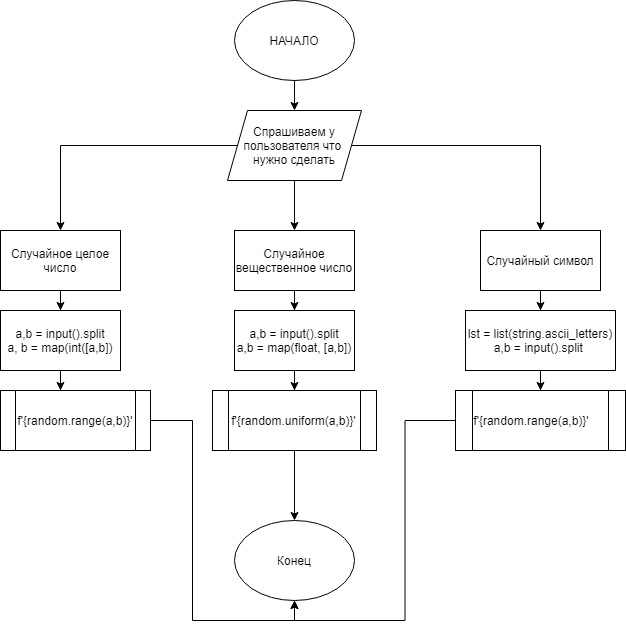 НАЧАЛО
Спрашиваем у
пользователя что
нужно сделать
Случайное целое
число
Случайное
вещественное число
Случайный символ
a,b = input().split
a, b = map(int([a,b])
a,b = input().split
a,b = map(float, [a,b])
lst = list(string.ascii_letters)
a,b = input().split
f'{random.range(a,b)}'
f'{random.uniform(a,b)}'
f'{random.range(a,b)}'
Конец